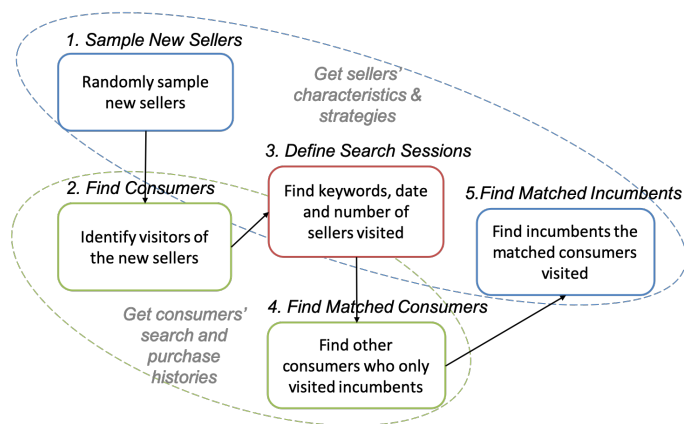 1. Sample New Sellers
Randomly sample
new sellers
Get sellers'
characteristics &
strategies
2. Find Consumers
Identify visitors of
the new sellers
3. Define Search Sessions
Find keywords, date
and number of
sellers visited
Get consumers'
search and
purchase
histories
4. Find Matched Consumers
Find other
consumers who only
visited incumbents
5.Find Matched Incumbents
Find incumbents the
matched consumers
visited